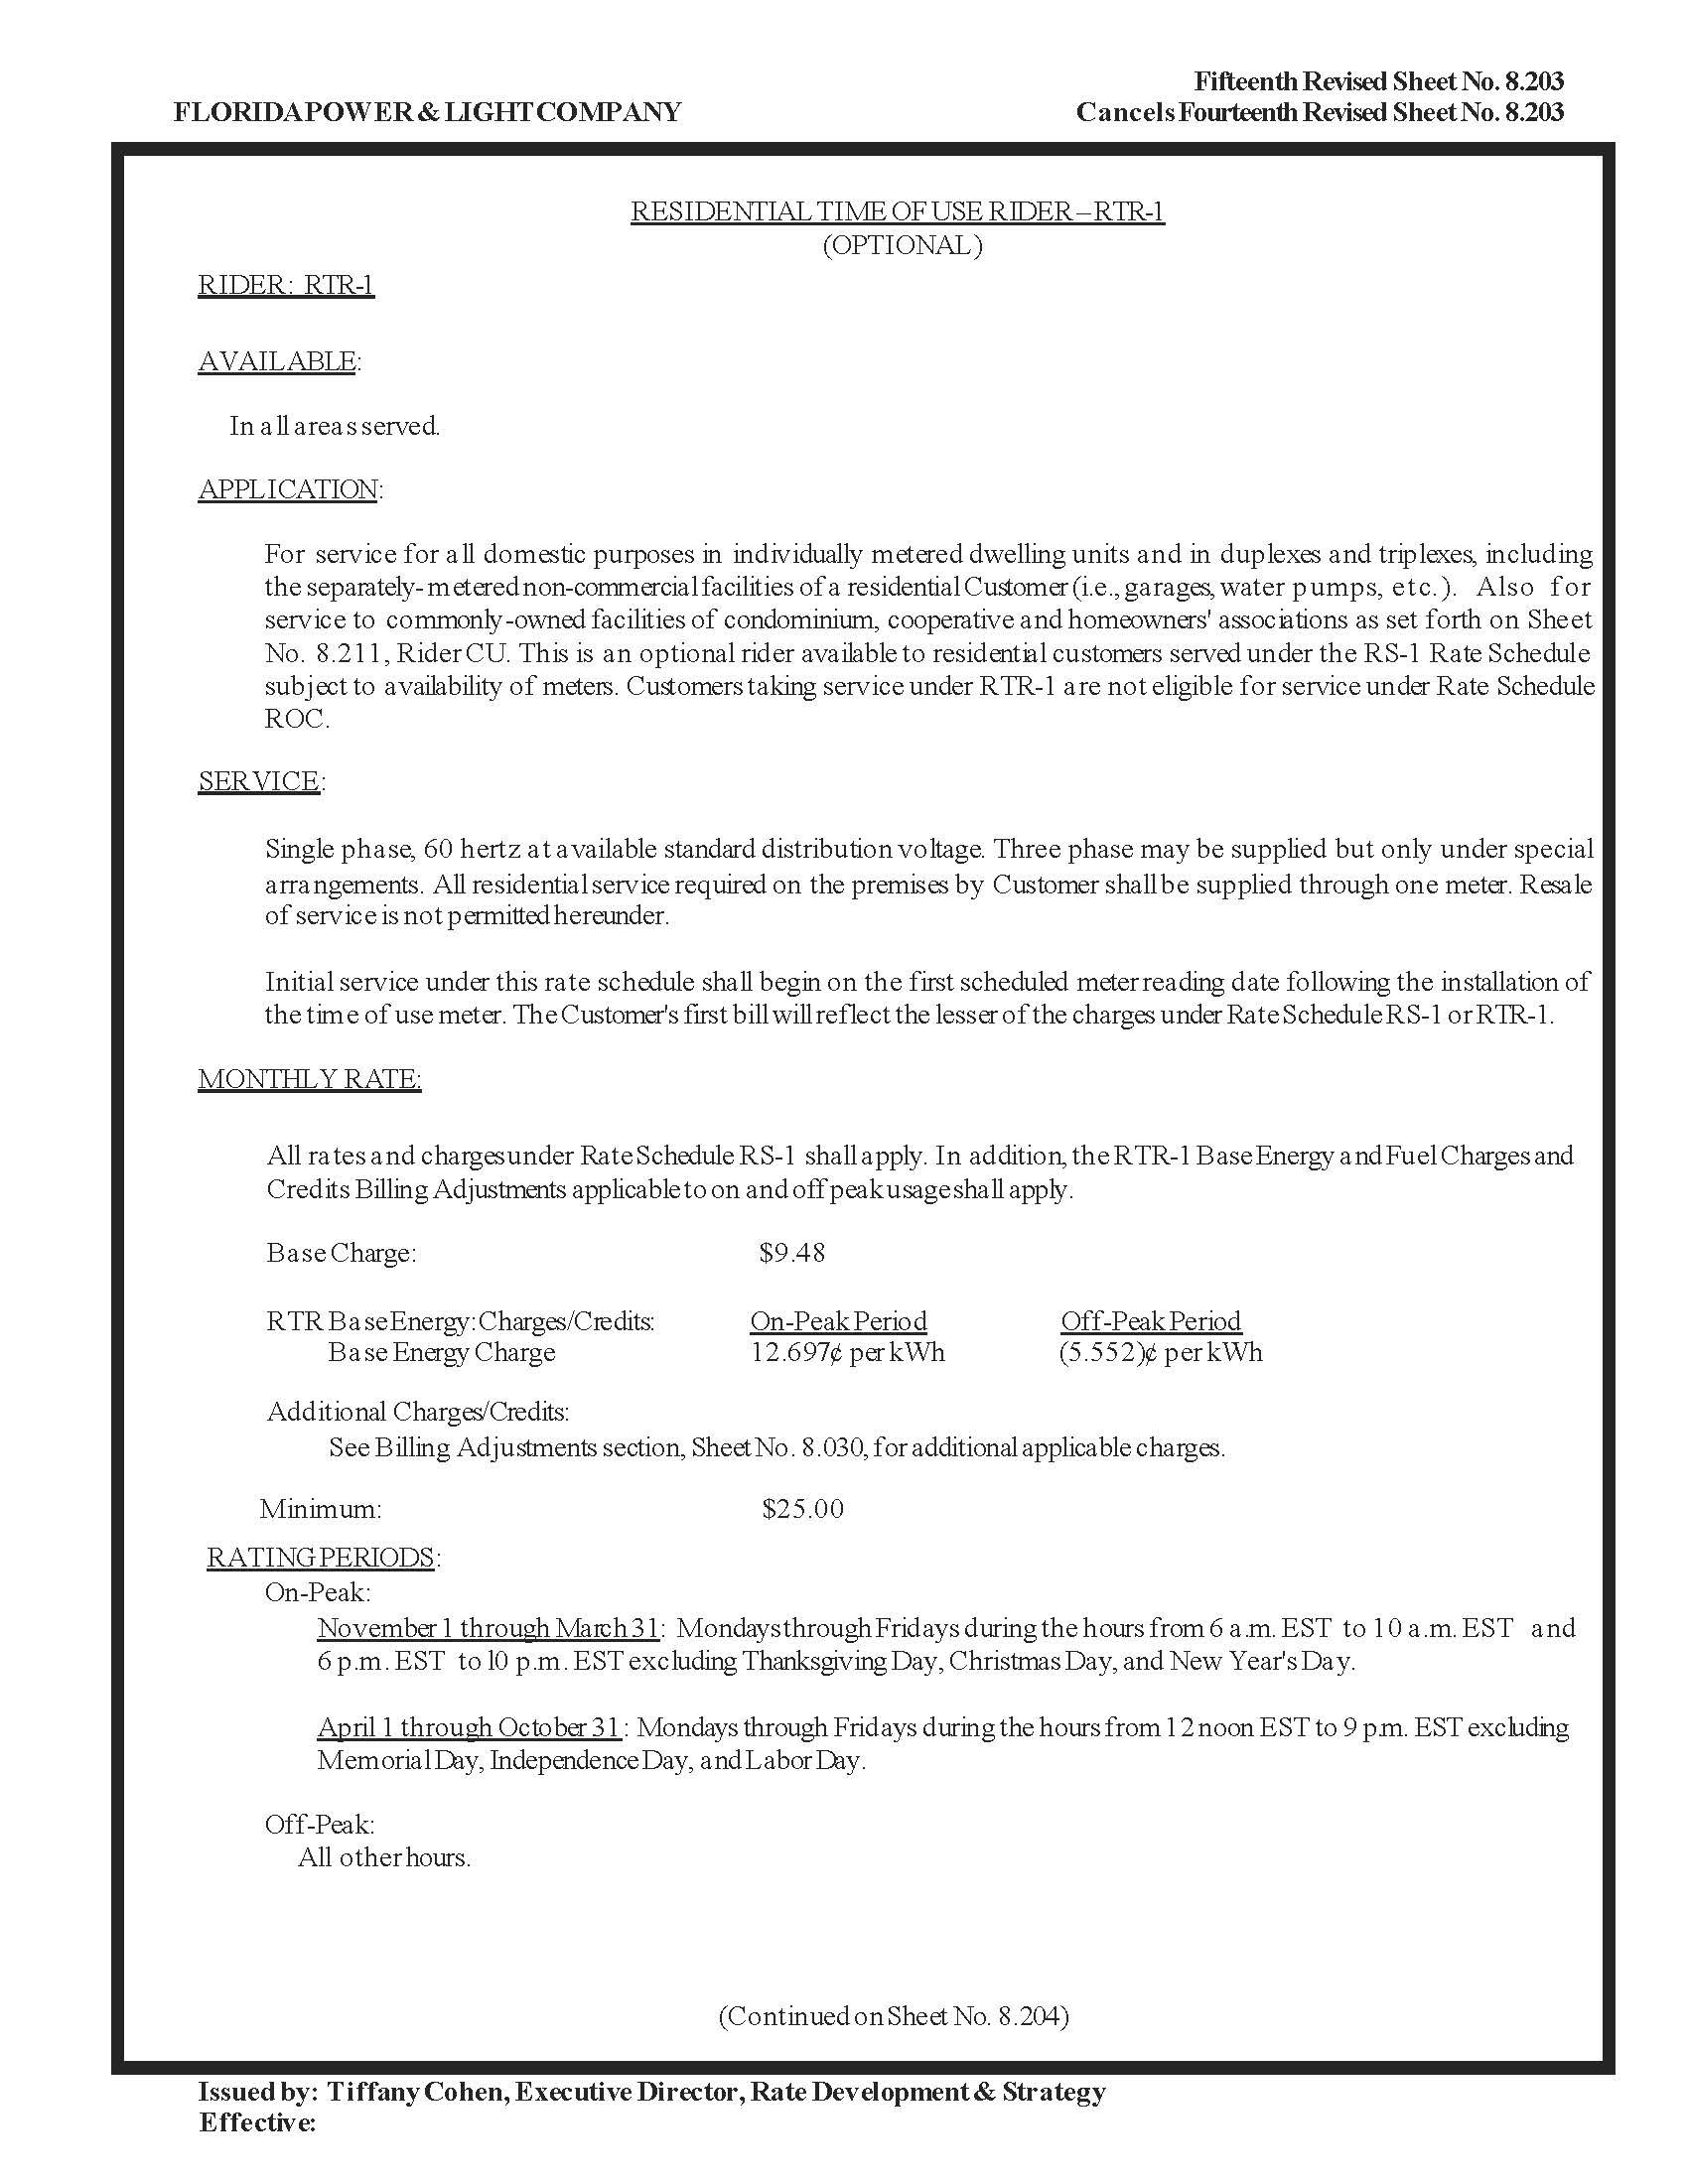 Fifteenth Revised Sheet No. 8.203
FLORIDA POWER & LIGHT COMPANY Cancels Fourteenth Revised Sheet No. 8.203
RESIDENTIAL TIME OF USE RIDER – RTR-1
(OPTIONAL)
RIDER: RTR-1
AVAILABLE:
In all areas served.
APPLICATION:
For service for all domestic purposes in individually metered dwelling units and in duplexes and triplexes, including
the separately- metered non-commercial facilities of a residential Customer (i.e., garages, water pumps, etc.). Also for
service to commonly-owned facilities of condominium, cooperative and homeowners' associations as set forth on Sheet
No. 8.211, Rider CU. This is an optional rider available to residential customers served under the RS-1 Rate Schedule
subject to availability of meters. Customers taking service under RTR-1 are not eligible for service under Rate Schedule
ROC.
SERVICE:
Single phase, 60 hertz at available standard distribution voltage. Three phase may be supplied but only under special
arrangements. All residential service required on the premises by Customer shall be supplied through one meter. Resale
of service is not permitted hereunder.
Initial service under this rate schedule shall begin on the first scheduled meter reading date following the installation of
the time of use meter. The Customer's first bill will reflect the lesser of the charges under Rate Schedule RS-1 or RTR-1.
MONTHLY RATE:
All rates and charges under Rate Schedule RS-1 shall apply. In addition, the RTR-1 Base Energy and Fuel Charges and
Credits Billing Adjustments applicable to on and off peak usage shall apply.
Base Charge: $9.48
RTR Base Energy: Charges/Credits: On-Peak Period Off-Peak Period
Base Energy Charge 12.697¢ per kWh (5.552)¢ per kWh
Additional Charges/Credits:
See Billing Adjustments section, Sheet No. 8.030, for additional applicable charges.
Minimum: $25.00
RATING PERIODS:
On-Peak:
November 1 through March 31: Mondays through Fridays during the hours from 6 a.m. EST to 10 a.m. EST and
6 p.m. EST to l0 p.m. EST excluding Thanksgiving Day, Christmas Day, and New Year's Day.
April 1 through October 31: Mondays through Fridays during the hours from 12 noon EST to 9 p.m. EST excluding
Memorial Day, Independence Day, and Labor Day.
Off-Peak:
All other hours.
(Continued on Sheet No. 8.204)
Issued by: Tiffany Cohen, Executive Director, Rate Development & Strategy
Effective: